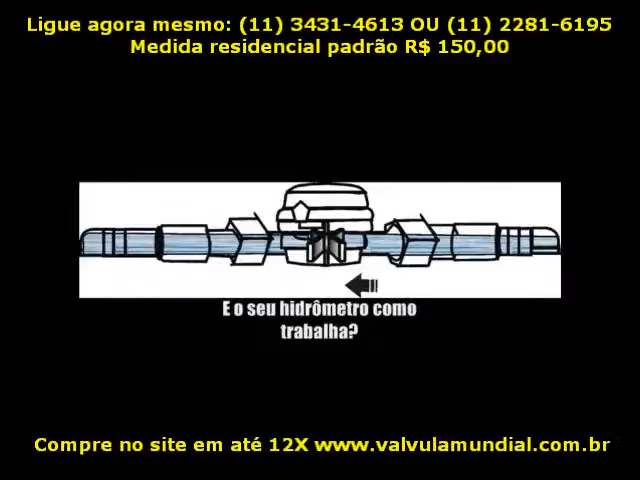 Ligue agora mesmo: (11) 3431-4613 OU (11) 2281-6195
Medida residencial padrão R$ 150,00
E o seu hidrômetro como
trabalha?
Compre no site em até 12X www.valvulamundial.com.br